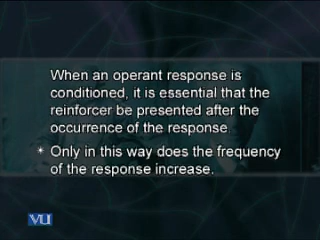 When an operant response is
conditioned, it is essential that the
reinforcer be presented after the
occurrence of the response.
✴ Only in this way does the frequency
of the response increase.
VU